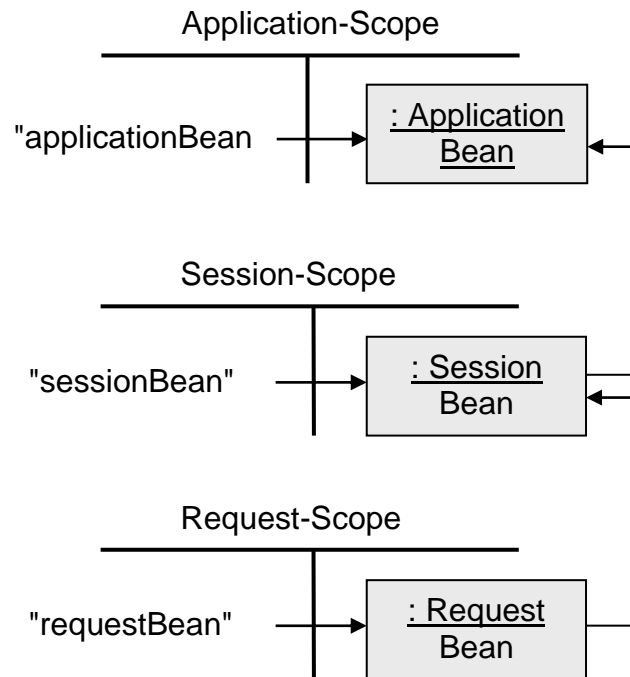 Application-Scope
"applicationBean
: Application
Bean
Session-Scope
"sessionBean"
: Session
Bean
Request-Scope
"requestBean"
: Request
Bean